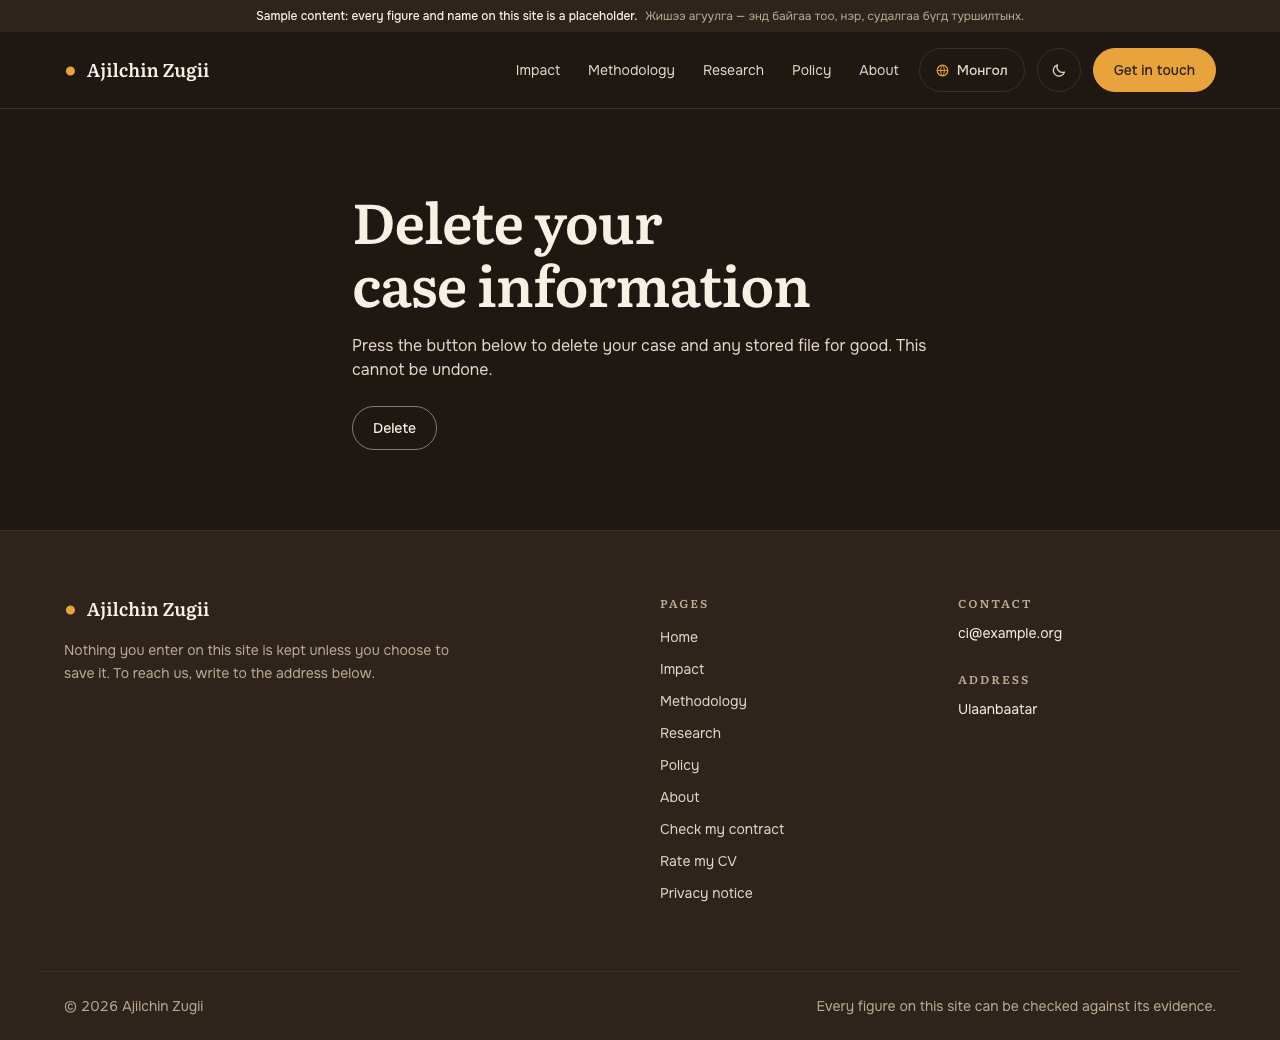 Sample content: every figure and name on this site is a placeholder. Жишээ агуулга — энд байгаа тоо, нэр, судалгаа бүгд туршилтынх.
Ajilchin Zugii
Impact
Methodology
Research
Policy
About
Монгол
Get in touch
Delete your
case information
Press the button below to delete your case and any stored file for good. This
cannot be undone.
Delete
Ajilchin Zugii
Nothing you enter on this site is kept unless you choose to
save it. To reach us, write to the address below.
PAGES
Home
Impact
Methodology
Research
Policy
About
Check my contract
Rate my CV
Privacy notice
CONTACT
ci@example.org
ADDRESS
Ulaanbaatar
© 2026 Ajilchin Zugii
Every figure on this site can be checked against its evidence.